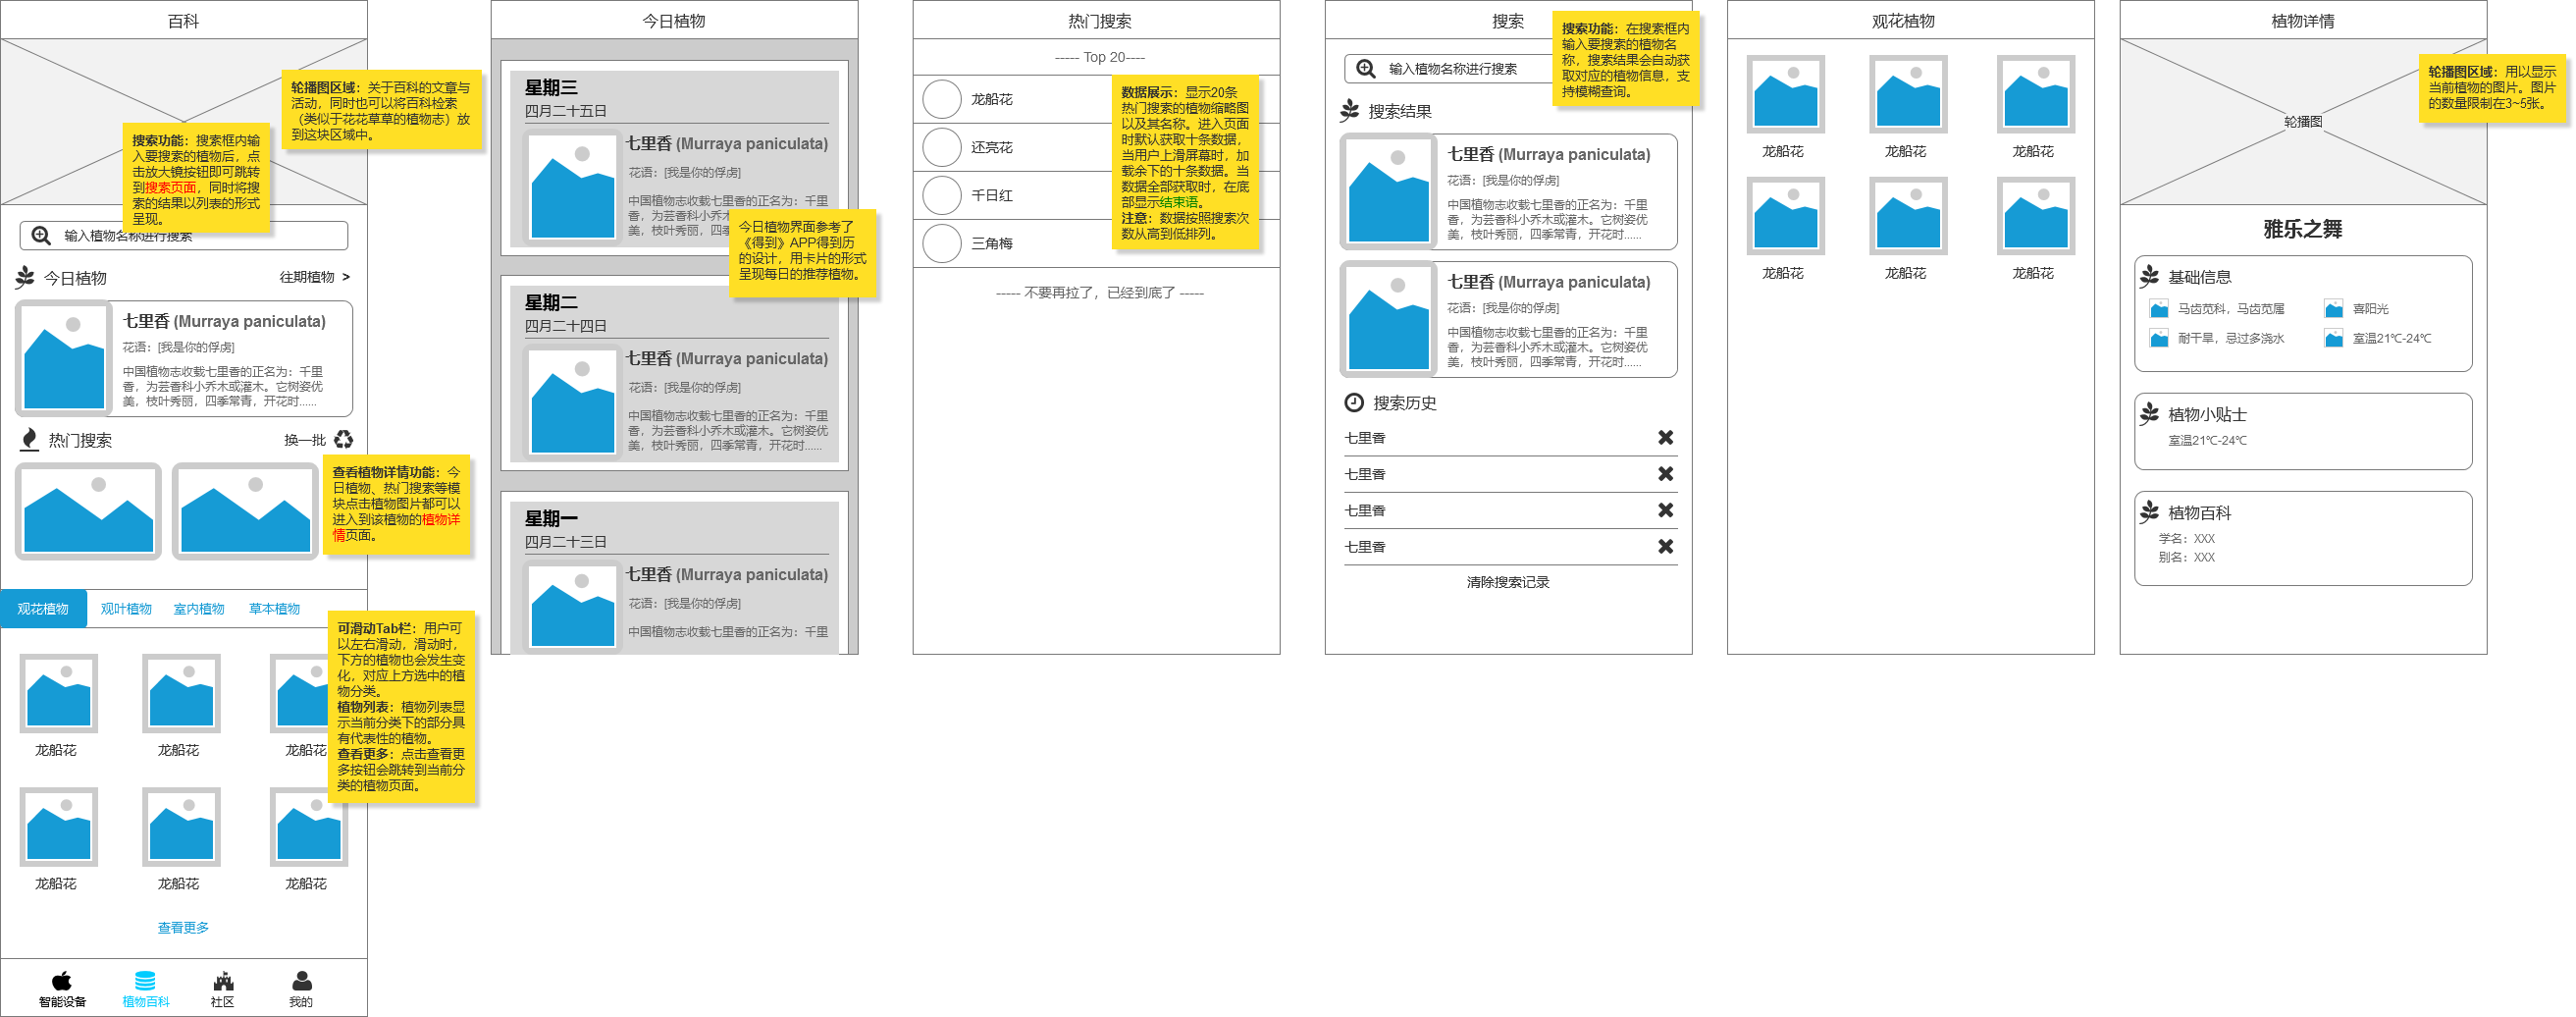 百科
轮播图区域：关于百科的文章与
活动，同时也可以将百科检索
（类似于花花草草的植物志）放
到这块区域中。
搜索功能：搜索框内输
入要搜索的植物后，点
击放大镜按钮即可跳转
到搜索页面，同时将搜
索的结果以列表的形式
呈现。
输入植物名称进行搜索
今日植物
往期植物 >
七里香 (Murraya paniculata)
花语：[我是你的俘虏]
中国植物志收载七里香的正名为：千里
香，为芸香科小乔木或灌木。它树姿优
美，枝叶秀丽，四季常青，开花时......
热门搜索
换一批
查看植物详情功能：今
日植物、热门搜索等模
块点击植物图片都可以
进入到该植物的植物详
情页面。
观花植物
观叶植物
室内植物
草本植物
可滑动Tab栏：用户可
以左右滑动，滑动时，
下方的植物也会发生变
化，对应上方选中的植
物分类。
植物列表：植物列表显
示当前分类下的部分具
有代表性的植物。
查看更多：点击查看更
多按钮会跳转到当前分
类的植物页面。
龙船花
龙船花
龙船花
龙船花
龙船花
龙船花
查看更多
智能设备
植物百科
社区
我的
今日植物
星期三
四月二十五日
七里香 (Murraya paniculata)
花语：[我是你的俘虏]
中国植物志收载七里香的正名为：千里
香，为芸香科小乔木
美，枝叶秀丽，四季
今日植物界面参考了
《得到》APP得到历
的设计，用卡片的形式
呈现每日的推荐植物。
星期二
四月二十四日
七里香 (Murraya paniculata)
花语：[我是你的俘虏]
中国植物志收载七里香的正名为：千里
香，为芸香科小乔木或灌木。它树姿优
美，枝叶秀丽，四季常青，开花时......
星期一
四月二十三日
七里香 (Murraya paniculata)
花语：[我是你的俘虏]
中国植物志收载七里香的正名为：千里
热门搜索
----- Top 20----
龙船花
还亮花
千日红
三角梅
数据展示：显示20条
热门搜索的植物缩略图
以及其名称。进入页面
时默认获取十条数据，
当用户上滑屏幕时，加
载余下的十条数据。当
数据全部获取时，在底
部显示结束语。
注意：数据按照搜索次
数从高到低排列。
----- 不要再拉了，已经到底了 -----
搜索
搜索功能：在搜索框内
输入要搜索的植物名
称，搜索结果会自动获
取对应的植物信息，支
持模糊查询。
输入植物名称进行搜索
搜索结果
七里香 (Murraya paniculata)
花语：[我是你的俘虏]
中国植物志收载七里香的正名为：千里
香，为芸香科小乔木或灌木。它树姿优
美，枝叶秀丽，四季常青，开花时......
七里香 (Murraya paniculata)
花语：[我是你的俘虏]
中国植物志收载七里香的正名为：千里
香，为芸香科小乔木或灌木。它树姿优
美，枝叶秀丽，四季常青，开花时......
搜索历史
七里香
七里香
七里香
七里香
清除搜索记录
观花植物
龙船花
龙船花
龙船花
龙船花
龙船花
龙船花
植物详情
轮播图区域：用以显示
当前植物的图片。图片
的数量限制在3~5张。
轮播图
雅乐之舞
基础信息
马齿苋科，马齿苋属
喜阳光
耐干旱，忌过多浇水
室温21℃-24℃
植物小贴士
室温21℃-24℃
植物百科
学名：XXX
别名：XXX